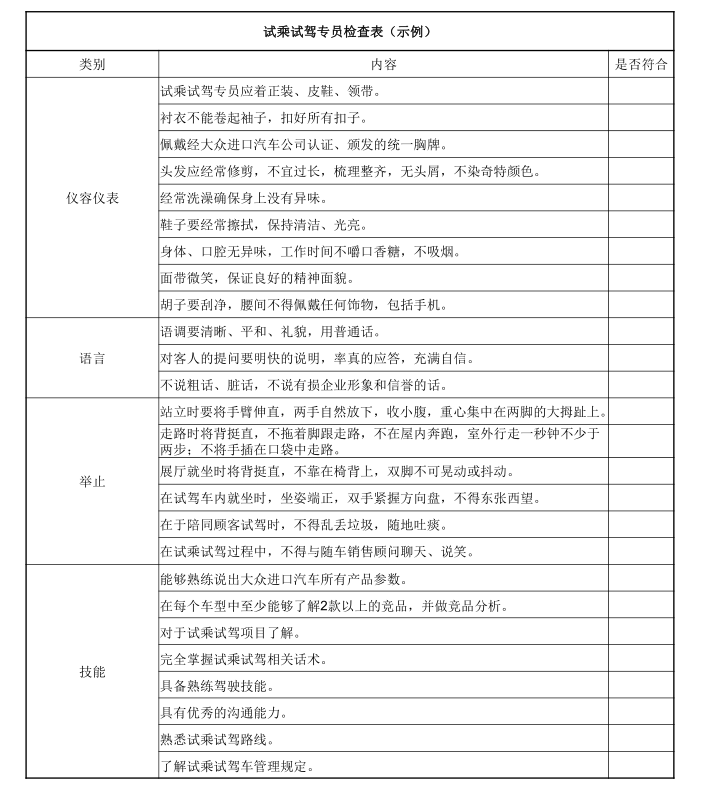 试乘试驾专员检查表（示例）
类别 内容 是否符合
仪容仪表
试乘试驾专员应着正装、皮鞋、领带。
衬衣不能卷起袖子，扣好所有扣子。
佩戴经大众进口汽车公司认证、颁发的统一胸牌。
头发应经常修剪，不宜过长，梳理整齐，无头屑，不染奇特颜色。
经常洗澡确保身上没有异味。
鞋子要经常擦拭，保持清洁、光亮。
身体、口腔无异味，工作时间不嚼口香糖，不吸烟。
面带微笑，保证良好的精神面貌。
胡子要刮净，腰间不得佩戴任何饰物，包括手机。
语言
语调要清晰、平和、礼貌，用普通话。
对客人的提问要明快的说明，率真的应答，充满自信。
不说粗话、脏话，不说有损企业形象和信誉的话。
举止
站立时要将手臂伸直，两手自然放下，收小腹，重心集中在两脚的大拇趾上。
走路时将背挺直，不拖着脚跟走路，不在屋内奔跑，室外行走一秒钟不少于
两步；不将手插在口袋中走路。
展厅就坐时将背挺直，不靠在椅背上，双脚不可晃动或抖动。
在试驾车内就坐时，坐姿端正，双手紧握方向盘，不得东张西望。
在于陪同顾客试驾时，不得乱丢垃圾，随地吐痰。
在试乘试驾过程中，不得与随车销售顾问聊天、说笑。
技能
能够熟练说出大众进口汽车所有产品参数。
在每个车型中至少能够了解2款以上的竞品，并做竞品分析。
对于试乘试驾项目了解。
完全掌握试乘试驾相关话术。
具备熟练驾驶技能。
具有优秀的沟通能力。
熟悉试乘试驾路线。
了解试乘试驾车管理规定。